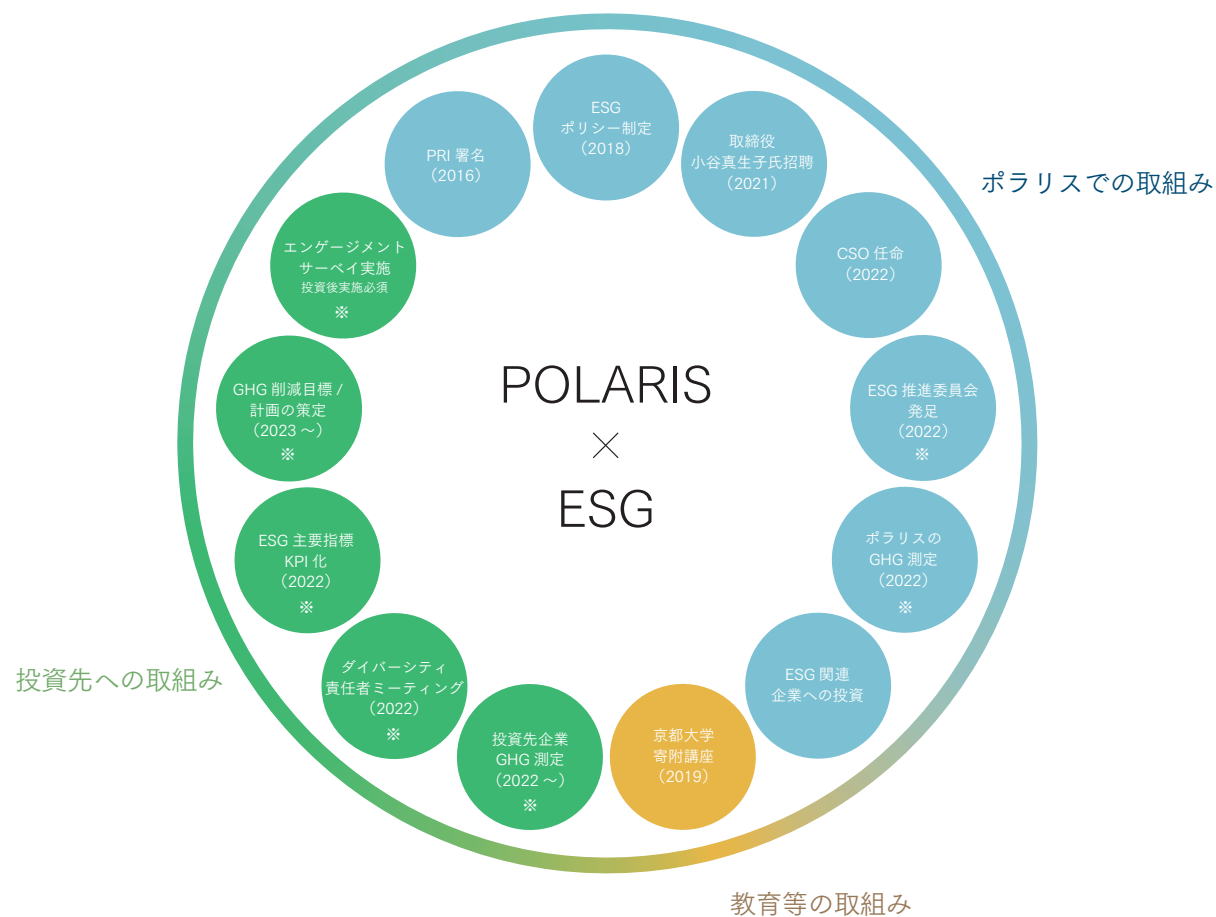 POLARIS
×
ESG
ポラリスでの取組み
PRI 署名
（2016）
ESG
ポリシー制定
（2018）
取締役
小谷真生子氏招聘
（2021）
CSO 任命
（2022）
ESG 推進委員会
発足
（2022）
※
ポラリスの
GHG 測定
（2022）
※
ESG 関連
企業への投資
教育等の取組み
京都大学
寄附講座
（2019）
投資先への取組み
投資先企業
GHG 測定
（2022 〜）
※
ダイバーシティ
責任者ミーティング
（2022）
※
ESG 主要指標
KPI 化
（2022）
※
GHG 削減目標 /
計画の策定
（2023 〜）
※
エンゲージメント
サーベイ実施
投資後実施必須
※